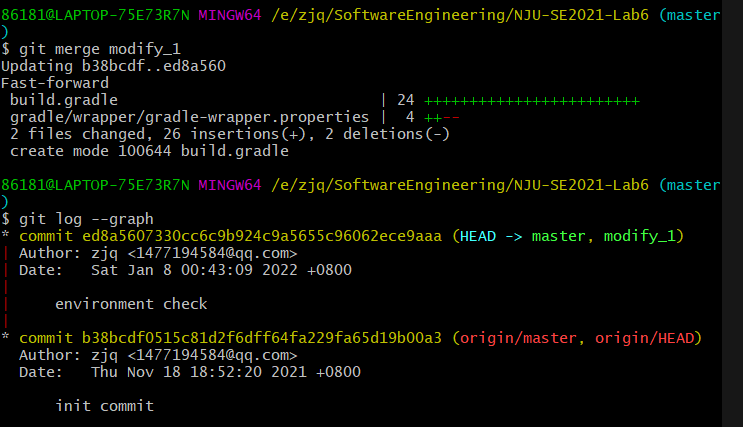 86181@LAPTOP-75E73R7N MINGW64 /e/zjq/SoftwareEngineering/NJU-SE2021-Lab6 (master
)
$ git merge modify_1
Updating b38bcdf..ed8a560
Fast-forward
 build.gradle                             | 24 ++++++++++++++++++++++++
 gradle/wrapper/gradle-wrapper.properties |  4 ++--
 2 files changed, 26 insertions(+), 2 deletions(-)
 create mode 100644 build.gradle
86181@LAPTOP-75E73R7N MINGW64 /e/zjq/SoftwareEngineering/NJU-SE2021-Lab6 (master
)
$ git log --graph
* commit ed8a5607330cc6c9b924c9a5655c96062ece9aaa (HEAD -> master, modify_1)
| Author: zjq <1477194584@qq.com>
| Date:   Sat Jan 8 00:43:09 2022 +0800
|
|     environment check
|
* commit b38bcdf0515c81d2f6dff64fa229fa65d19b00a3 (origin/master, origin/HEAD)
  Author: zjq <1477194584@qq.com>
  Date:   Thu Nov 18 18:52:20 2021 +0800
      init commit